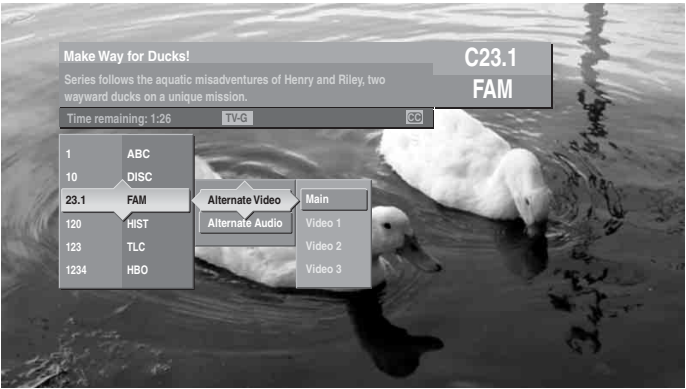 Make Way for Ducks!
C23.1
Series follows the aquatic misadventures of Henry and Riley, two
wayward ducks on a unique mission.
FAM
Time remaining: 1:26 TV-G CC
1 ABC
10 DISC
23.1 FAM Alternate Video Main
120 HIST Alternate Audio Video 1
123 TLC Video 2
1234 HBO Video 3